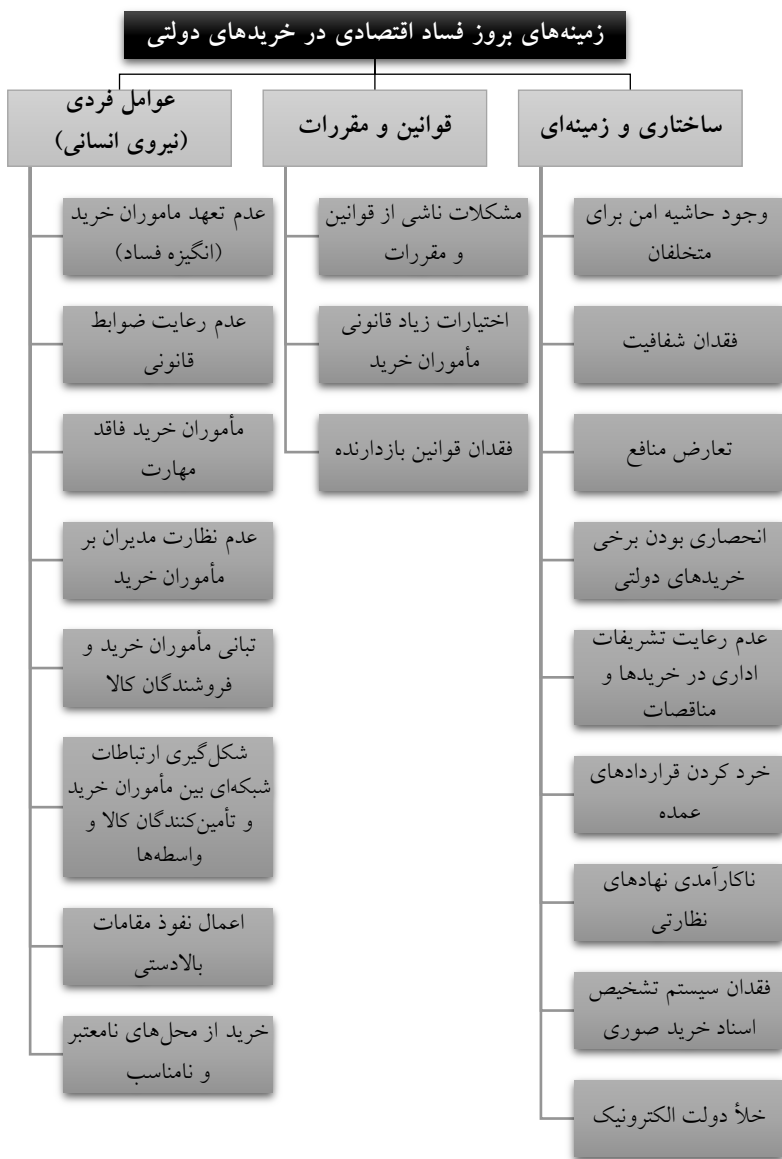 زمینه‌های بروز فساد اقتصادی در خریدهای دولتی
ساختاری و زمینه‌ای
وجود حاشیه امن برای
متخلفان
فقدان شفافیت
تعارض منافع
انحصاری بودن برخی
خریدهای دولتی
عدم رعایت تشریفات
اداری در خریدها و
مناقصات
خرد کردن قراردادهای
عمده
ناکارآمدی نهادهای
نظارتی
فقدان سیستم تشخیص
اسناد خرید صوری
خلأ دولت الکترونیک
قوانین و مقررات
مشکلات ناشی از قوانین
و مقررات
اختیارات زیاد قانونی
مأموران خرید
فقدان قوانین بازدارنده
عوامل فردی
(نیروی انسانی)
عدم تعهد ماموران خرید
(انگیزه فساد)
عدم رعایت ضوابط
قانونی
مأموران خرید فاقد
مهارت
عدم نظارت مدیران بر
مأموران خرید
تبانی مأموران خرید و
فروشندگان کالا
شکل‌گیری ارتباطات
شبکه‌ای بین مأموران خرید
و تأمین‌کنندگان کالا و
واسطه‌ها
اعمال نفوذ مقامات
بالادستی
خرید از محل‌های نامعتبر
و نامناسب